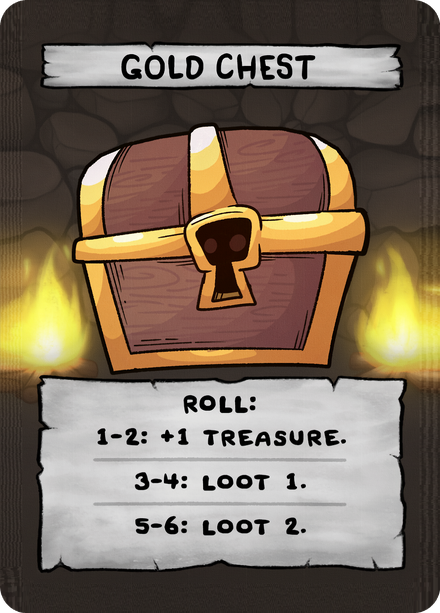 GOLD CHEST
ROLL:
1-2: +1 TREASURE.
3-4: LOOT 1.
5-6: LOOT 2.